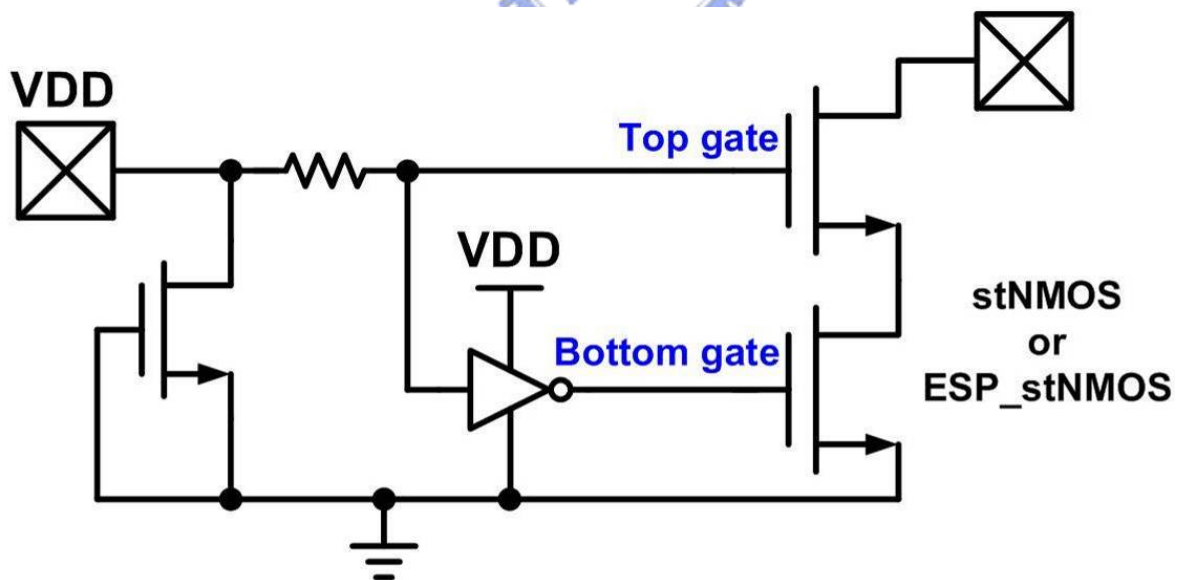 VDD
Top gate
VDD
Bottom gate
stNMOS
or
ESP_stNMOS